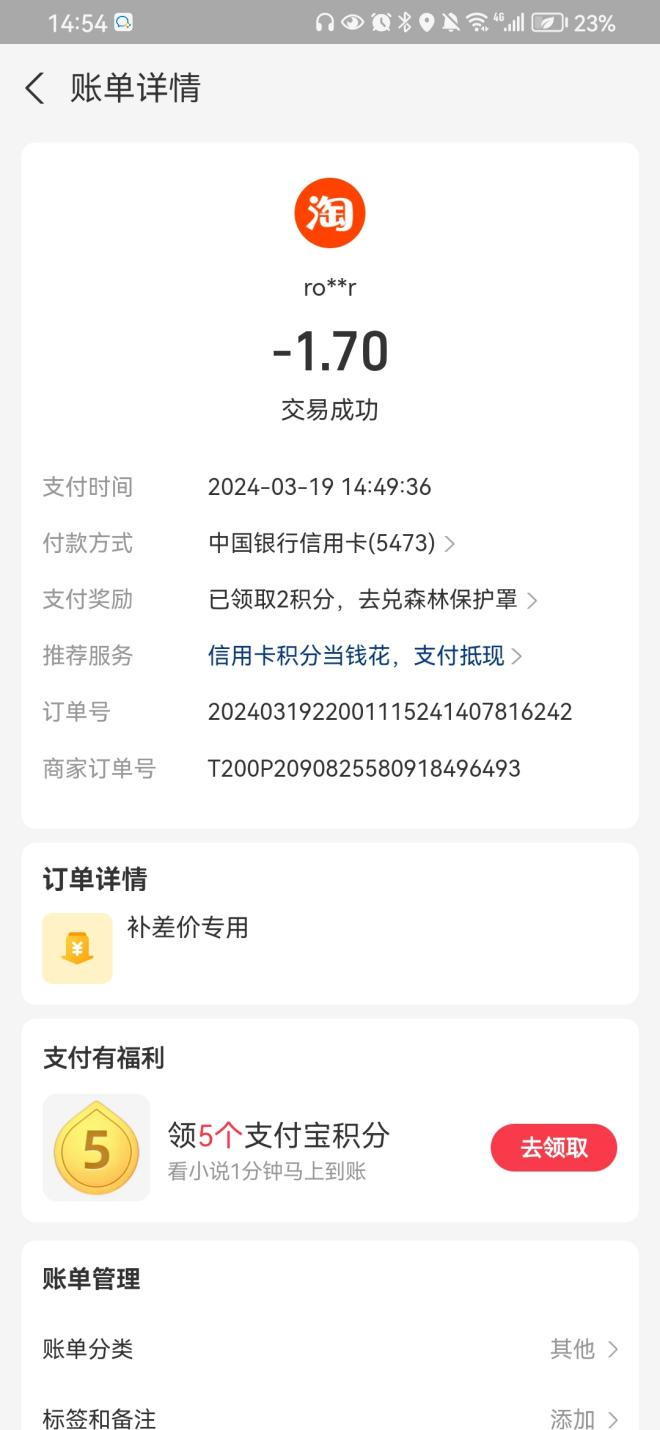 14:54
4G
23%
账单详情
淘
ro**r
-1.70
交易成功
支付时间 2024-03-19 14:49:36
付款方式 中国银行信用卡(5473)
支付奖励 已领取2积分，去兑森林保护罩
推荐服务 信用卡积分当钱花，支付抵现
订单号 2024031922001115241407816242
商家订单号 T200P2090825580918496493
订单详情
¥
补差价专用
支付有福利
5
领5个支付宝积分
看小说1分钟马上到账
去领取
账单管理
账单分类 其他
标签和备注 添加